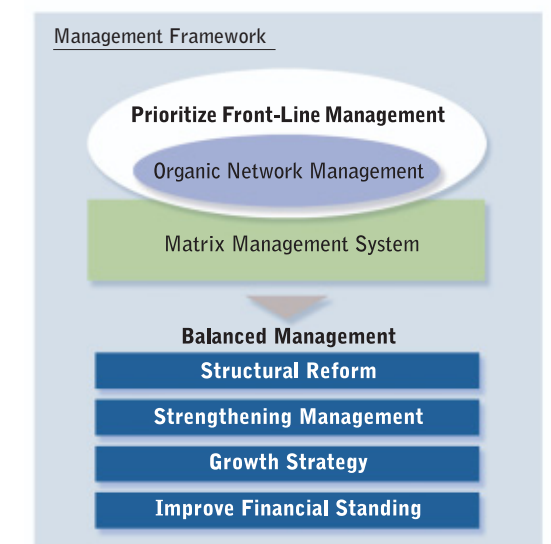 Management Framework
Prioritize Front-Line Management
Organic Network Management
Matrix Management System
Balanced Management
Structural Reform
Strengthening Management
Growth Strategy
Improve Financial Standing